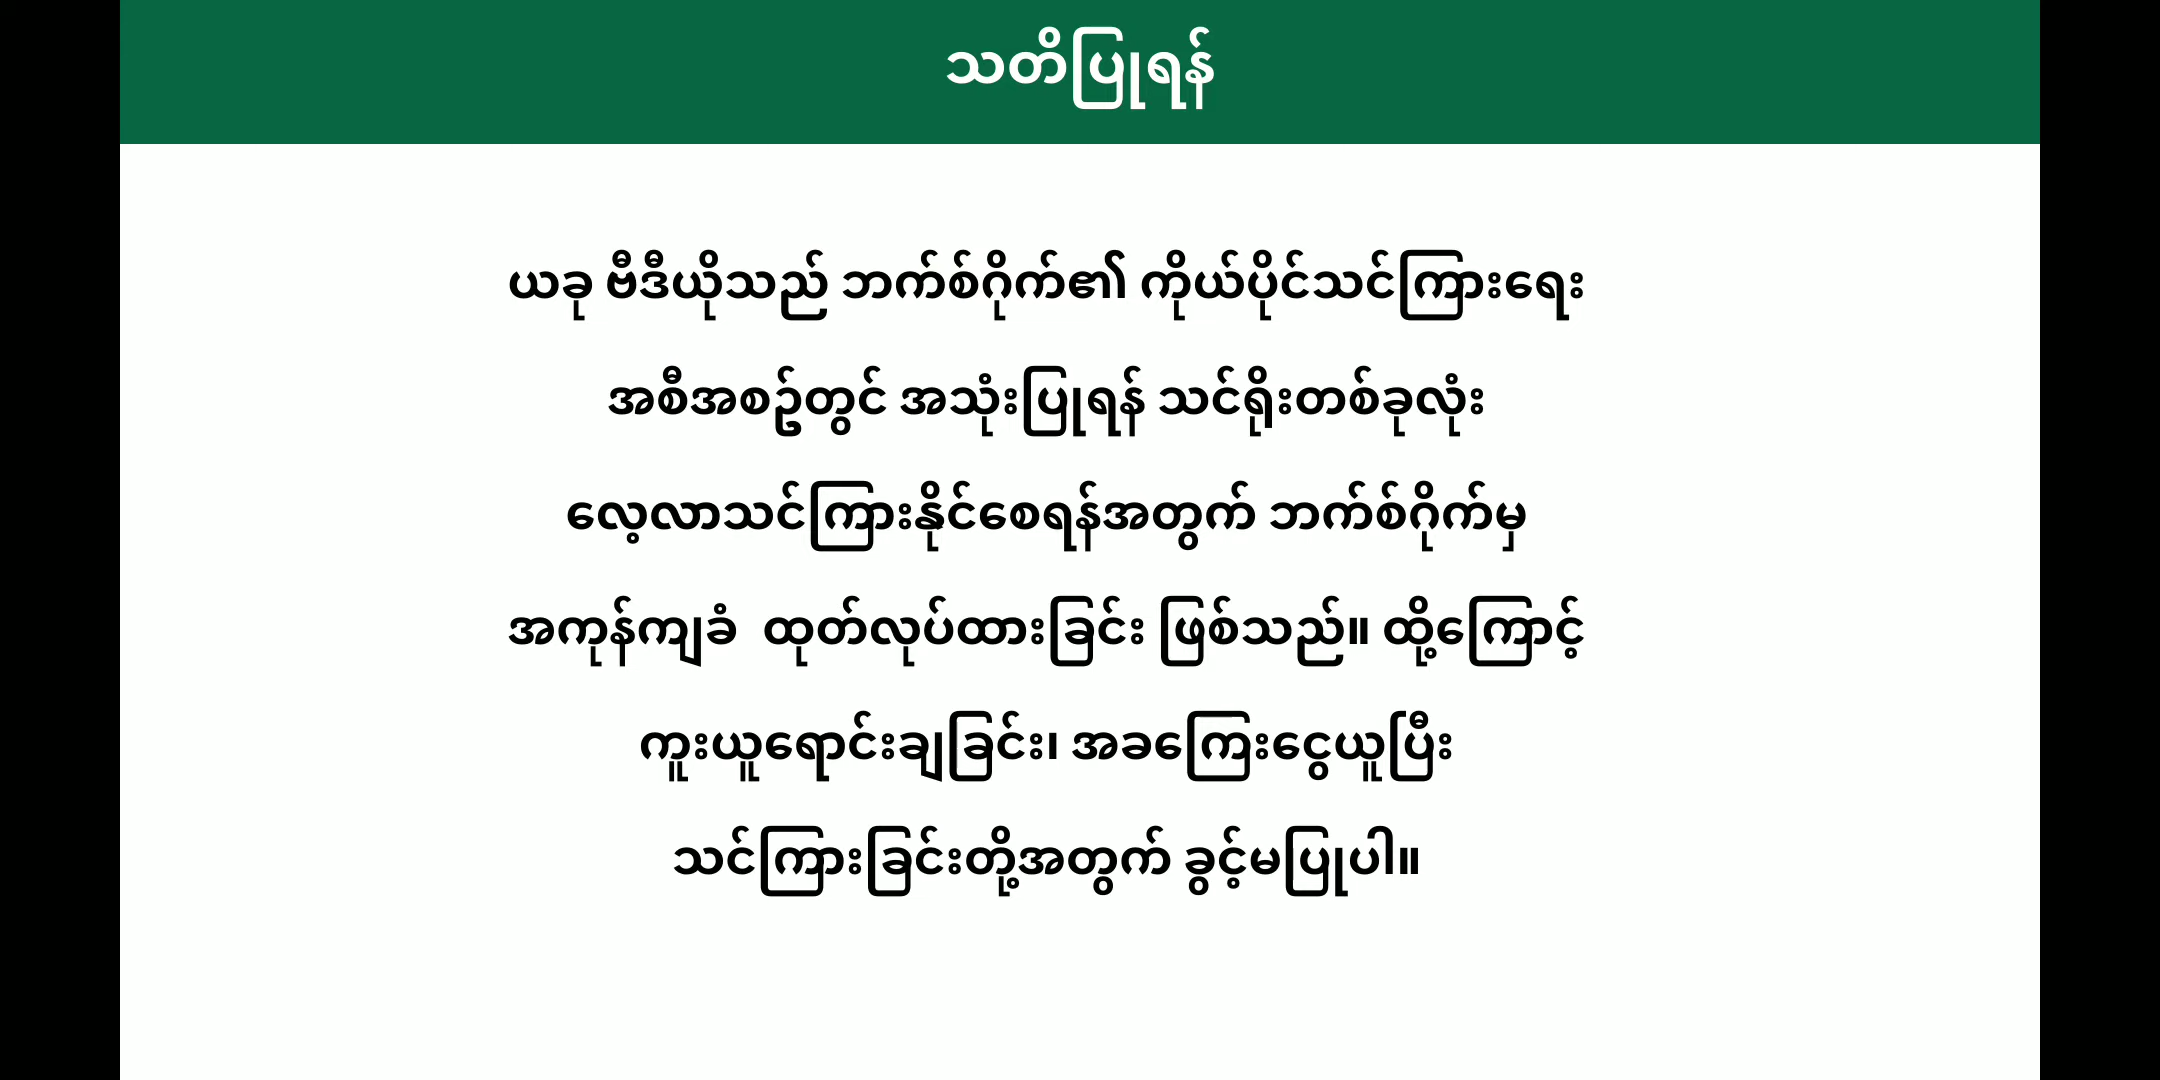 သတိပြုရန်
ယခု ဗီဒီယိုသည် ဘက်စ်ဂိုက်၏ ကိုယ်ပိုင်သင်ကြားရေး
အစီအစဥ်တွင် အသုံးပြုရန် သင်ရိုးတစ်ခုလုံး
လေ့လာသင်ကြားနိုင်စေရန်အတွက် ဘက်စ်ဂိုက်မှ
အကုန်ကျခံ  ထုတ်လုပ်ထားခြင်း ဖြစ်သည်။ ထို့ကြောင့်
ကူးယူရောင်းချခြင်း၊ အခကြေးငွေယူပြီး
သင်ကြားခြင်းတို့အတွက် ခွင့်မပြုပါ။